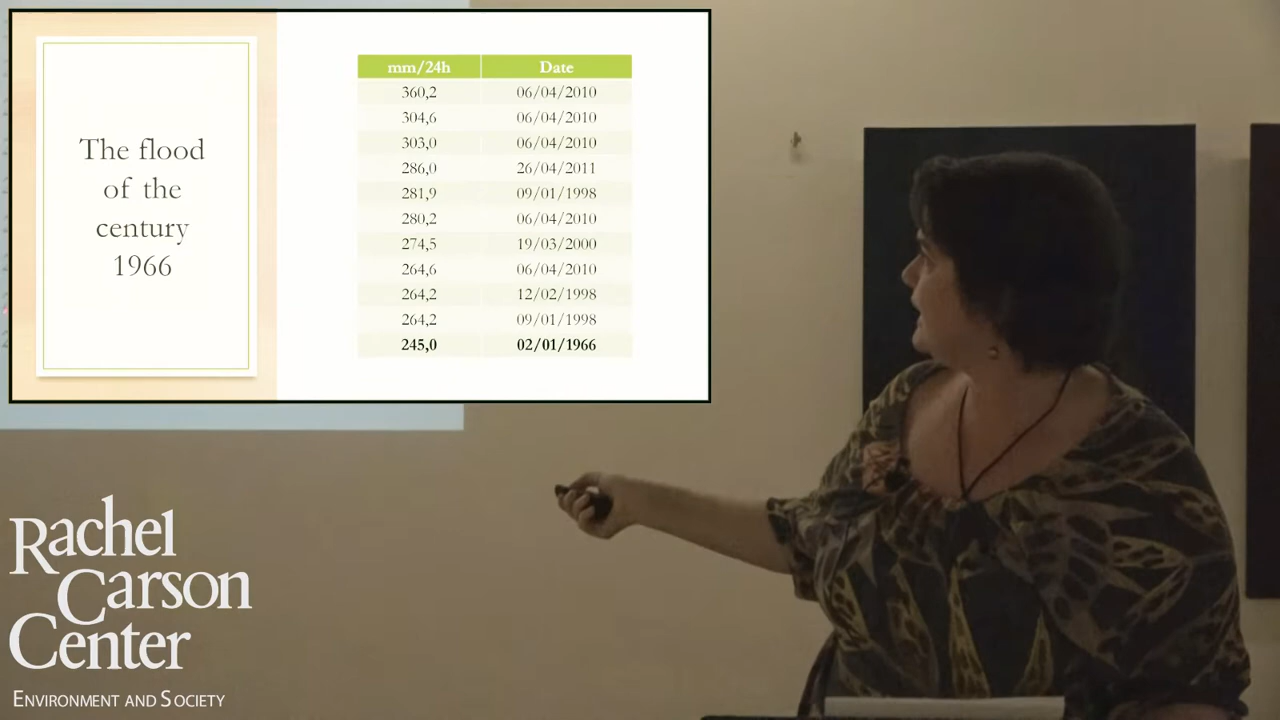 The flood
of the
century
1966
mm/24h Date
360,2 06/04/2010
304,6 06/04/2010
303,0 06/04/2010
286,0 26/04/2011
281,9 09/01/1998
280,2 06/04/2010
274,5 19/03/2000
264,6 06/04/2010
264,2 12/02/1998
264,2 09/01/1998
245,0 02/01/1966
Rachel
Carson
Center
ENVIRONMENT AND SOCIETY